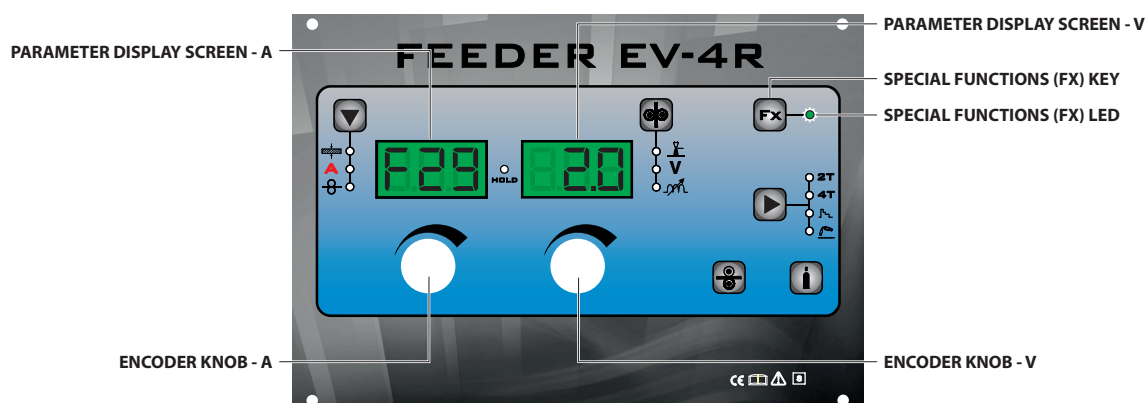 PARAMETER DISPLAY SCREEN - V
PARAMETER DISPLAY SCREEN - A
FEEDER EV-4R
SPECIAL FUNCTIONS (FX) KEY
FX
SPECIAL FUNCTIONS (FX) LED
F29
HOLD
2.0
A
V
2T
4T
ENCODER KNOB - A
ENCODER KNOB - V
CE